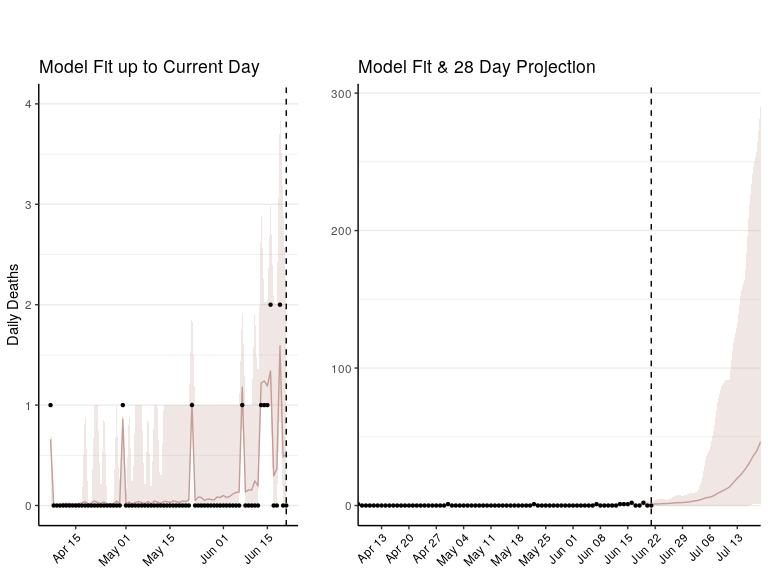 Model Fit up to Current Day
Daily Deaths
4
3
2
1
0
Apr 15
May 01
May 15
Jun 01
Jun 15
Model Fit & 28 Day Projection
300
200
100
0
Apr 13
Apr 20
Apr 27
May 04
May 11
May 18
May 25
Jun 01
Jun 08
Jun 15
Jun 22
Jun 29
Jul 06
Jul 13